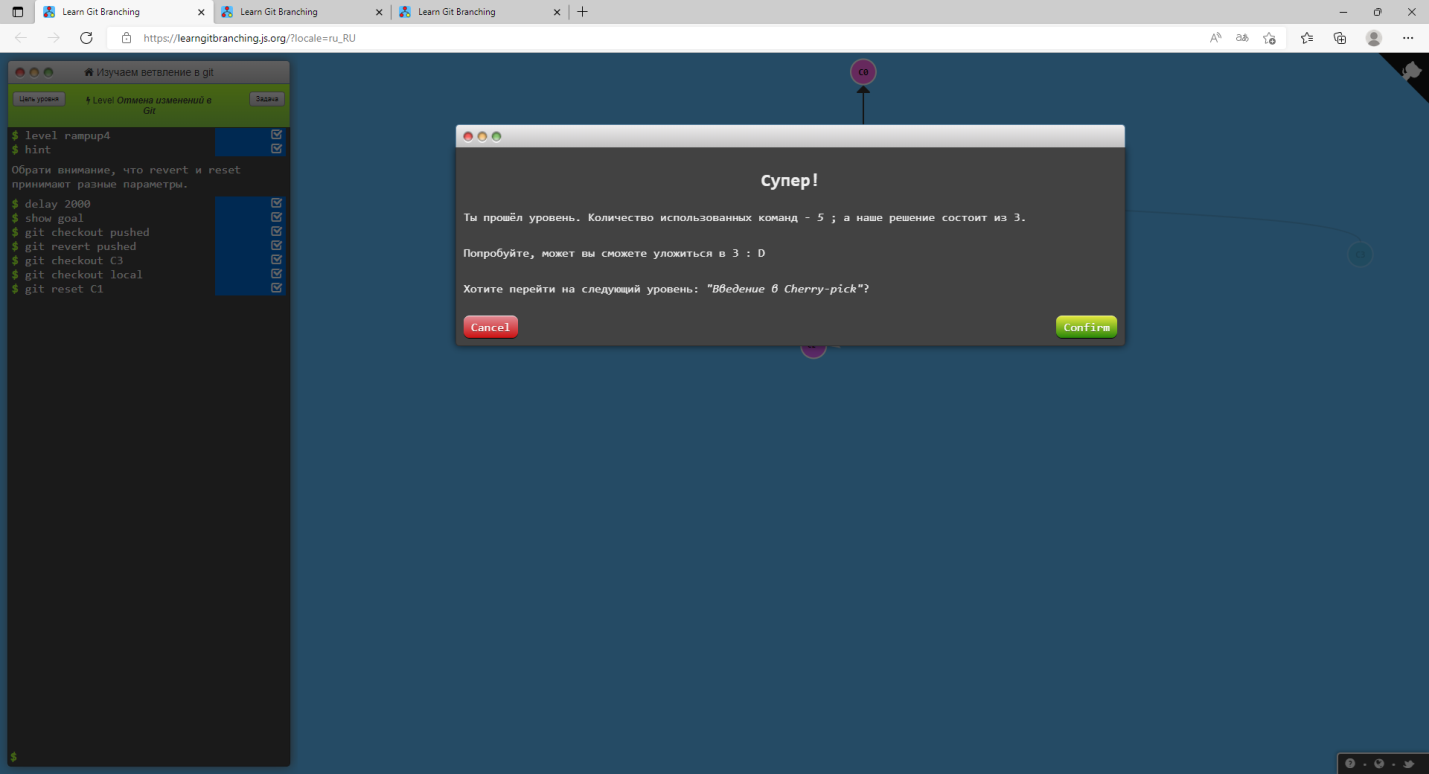 Learn Git Branching
Learn Git Branching
Learn Git Branching
https://learngitbranching.js.org/?locale=ru_RU
Изучаем ветвление в git
Цель уровня
Level Отмена изменений в
Git
Задача
$ level rampup4
$ hint
Обрати внимание, что revert и reset
принимают разные параметры.
$ delay 2000
$ show goal
$ git checkout pushed
$ git revert pushed
$ git checkout C3
$ git checkout local
$ git reset C1
$
C0
Супер!
Ты прошёл уровень. Количество использованных команд - 5 ; а наше решение состоит из 3.
Попробуйте, может вы сможете уложиться в 3 : D
Хотите перейти на следующий уровень: "Введение в Cherry-pick"?
Cancel
Confirm